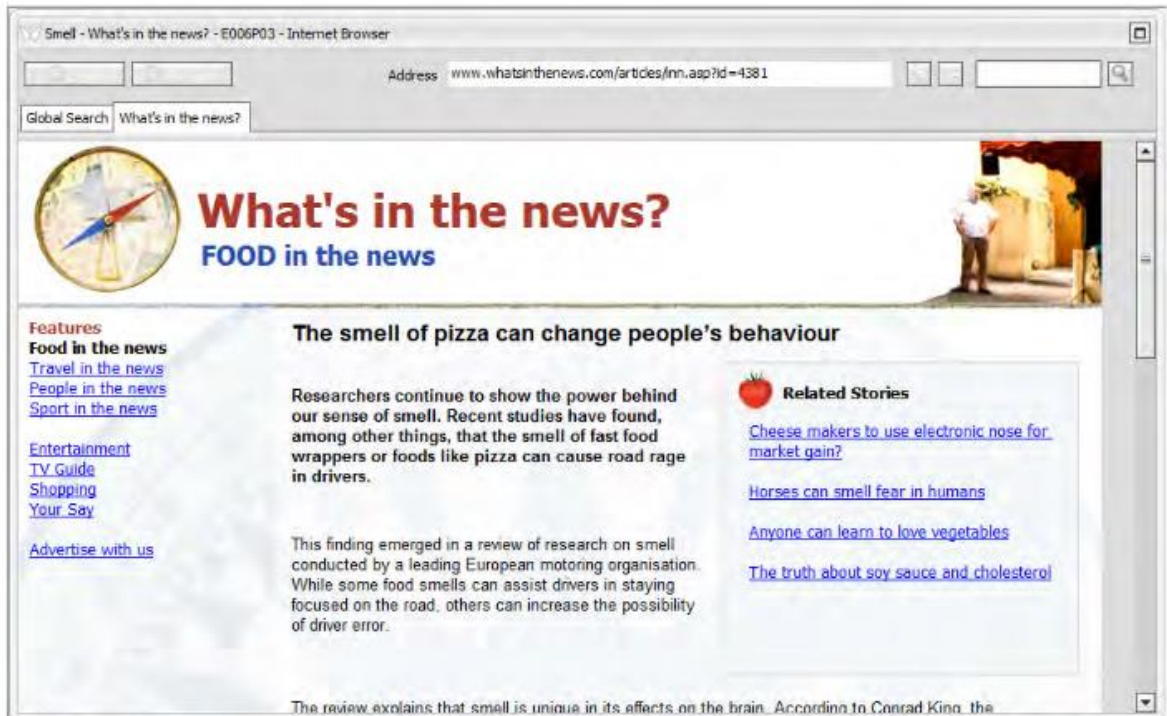 Smell - What's in the news? - E006P03 - Internet Browser
Address www.whatsinthenews.com/articles/inn.asp?id=4381
Global Search What's in the news?
What's in the news?
FOOD in the news
Features
Food in the news
Travel in the news
People in the news
Sport in the news
Entertainment
TV Guide
Shopping
Your Say
Advertise with us
The smell of pizza can change people's behaviour
Researchers continue to show the power behind
our sense of smell. Recent studies have found,
among other things, that the smell of fast food
wrappers or foods like pizza can cause road rage
in drivers.
This finding emerged in a review of research on smell
conducted by a leading European motoring organisation.
While some food smells can assist drivers in staying
focused on the road, others can increase the possibility
of driver error.
The review explains that smell is unique in its effects on the brain. According to Conrad King, the
Related Stories
Cheese makers to use electronic nose for
market gain?
Horses can smell fear in humans
Anyone can learn to love vegetables
The truth about soy sauce and cholesterol